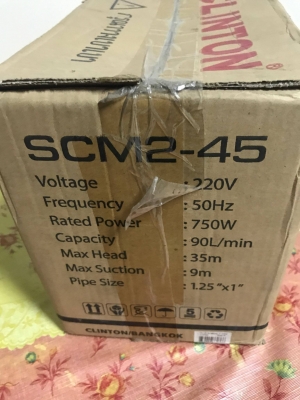 CLINTON®
SCM2-45
Voltage : 220V
Frequency : 50Hz
Rated Power : 750W
Capacity : 90L/min
Max Head : 35m
Max Suction : 9m
Pipe Size : 1.25"x1"
5
CLINTON/BANGKOK